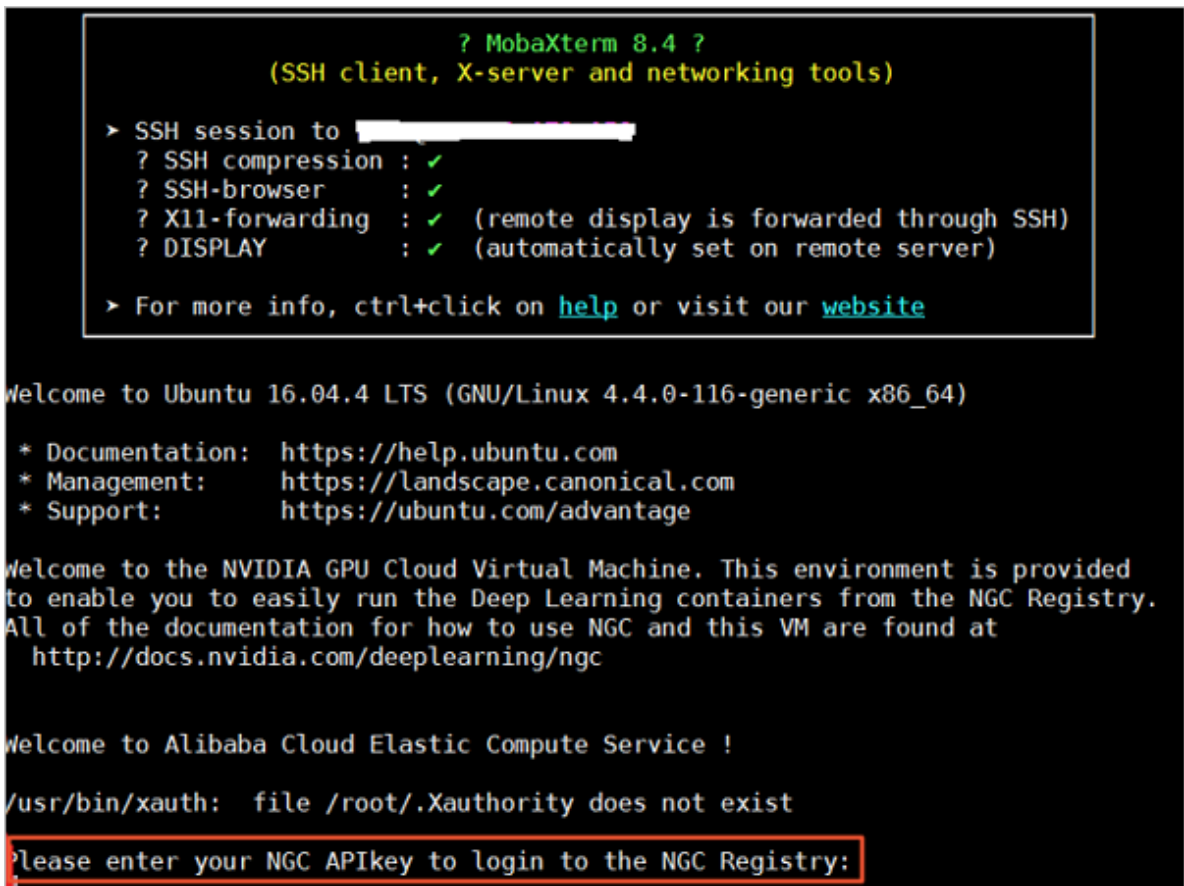 ? MobaXterm 8.4 ?
(SSH client, X-server and networking tools)
➤ SSH session to
? SSH compression : ✔
? SSH-browser : ✔
? X11-forwarding : ✔ (remote display is forwarded through SSH)
? DISPLAY : ✔ (automatically set on remote server)
➤ For more info, ctrl+click on help or visit our website
Welcome to Ubuntu 16.04.4 LTS (GNU/Linux 4.4.0-116-generic x86_64)
* Documentation: https://help.ubuntu.com
* Management: https://landscape.canonical.com
* Support: https://ubuntu.com/advantage
Welcome to the NVIDIA GPU Cloud Virtual Machine. This environment is provided
to enable you to easily run the Deep Learning containers from the NGC Registry.
All of the documentation for how to use NGC and this VM are found at
http://docs.nvidia.com/deeplearning/ngc
Welcome to Alibaba Cloud Elastic Compute Service !
/usr/bin/xauth: file /root/.Xauthority does not exist
Please enter your NGC APIkey to login to the NGC Registry: